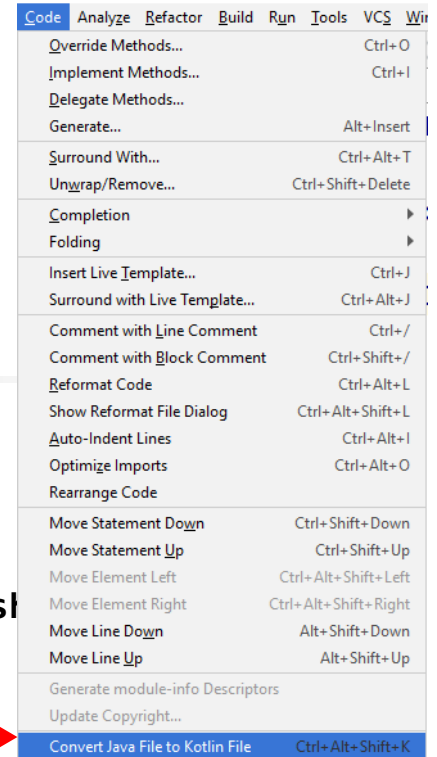 Code Analyze Refactor Build Run Tools VCS
Override Methods... Ctrl+O
Implement Methods... Ctrl+I
Delegate Methods...
Generate... Alt+Insert
Surround With... Ctrl+Alt+T
Unwrap/Remove... Ctrl+Shift+Delete
Completion
Folding
Insert Live Template... Ctrl+J
Surround with Live Template... Ctrl+Alt+J
Comment with Line Comment Ctrl+/
Comment with Block Comment Ctrl+Shift+/
Reformat Code Ctrl+Alt+L
Show Reformat File Dialog Ctrl+Alt+Shift+L
Auto-Indent Lines Ctrl+Alt+I
Optimize Imports Ctrl+Alt+O
Rearrange Code
Move Statement Down Ctrl+Shift+Down
Move Statement Up Ctrl+Shift+Up
Move Element Left Ctrl+Alt+Shift+Left
Move Element Right Ctrl+Alt+Shift+Right
Move Line Down Alt+Shift+Down
Move Line Up Alt+Shift+Up
Generate module-info Descriptors
Update Copyright...
Convert Java File to Kotlin File Ctrl+Alt+Shift+K